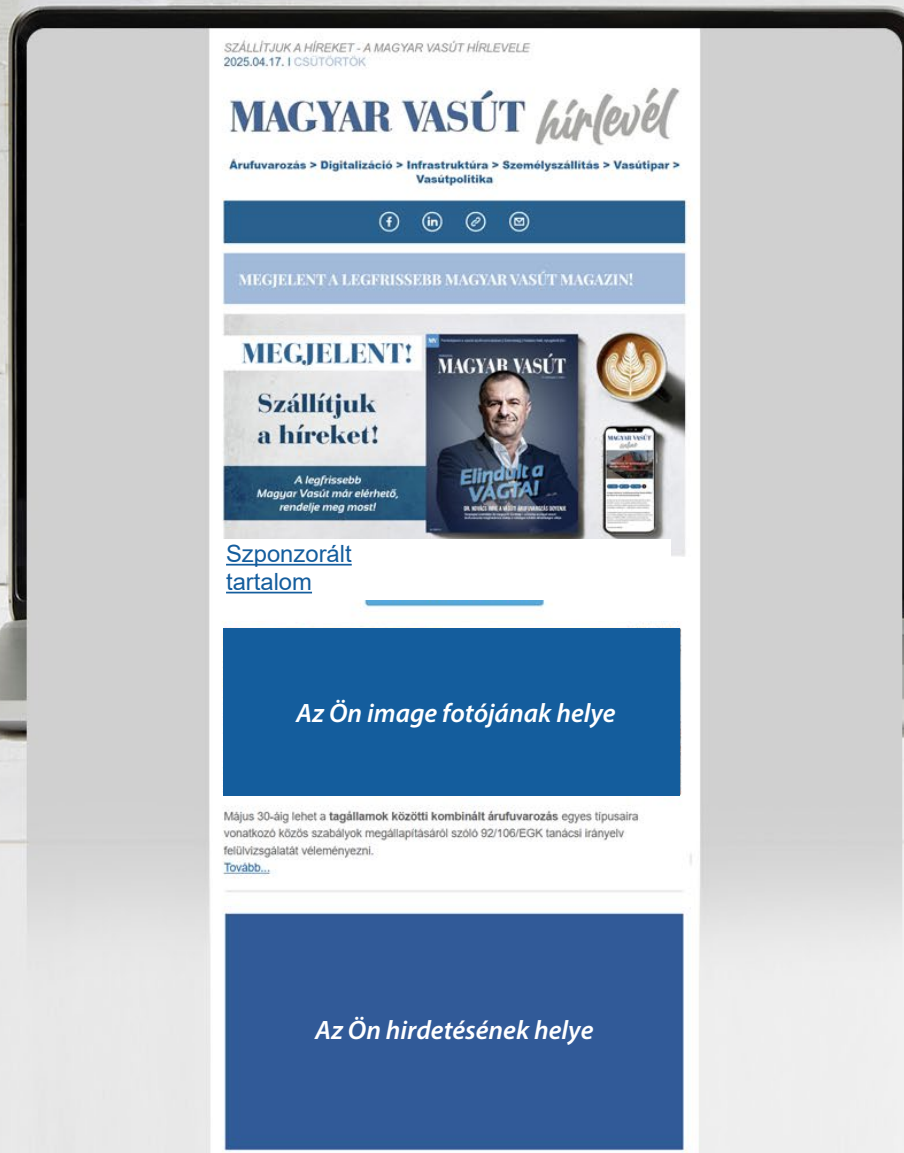 SZÁLLÍTJUK A HÍREKET - A MAGYAR VASÚT HÍRLEVELE
2025.04.17. I CSÜTÖRTÖK
MAGYAR VASÚT hírlevél
Árufuvarozás > Digitalizáció > Infrastruktúra > Személyszállítás > Vasútipar >
Vasútpolitika
MEGJELENT A LEGFRISSEBB MAGYAR VASÚT MAGAZIN!
MEGJELENT!
Szállítjuk
a híreket!
A legfrissebb
Magyar Vasút már elérhető,
rendelje meg most!
MAGYAR VASÚT
Elindult a
VÁGTA!
MAGYAR VASÚT
Szponzorált
tartalom
Az Ön image fotójának helye
Május 30-áig lehet a tagállamok közötti kombinált árufuvarozás egyes típusaira
vonatkozó közös szabályok megállapításáról szóló 92/106/EGK tanácsi irányelv
felülvizsgálatát véleményezni.
Tovább...
Az Ön hirdetésének helye